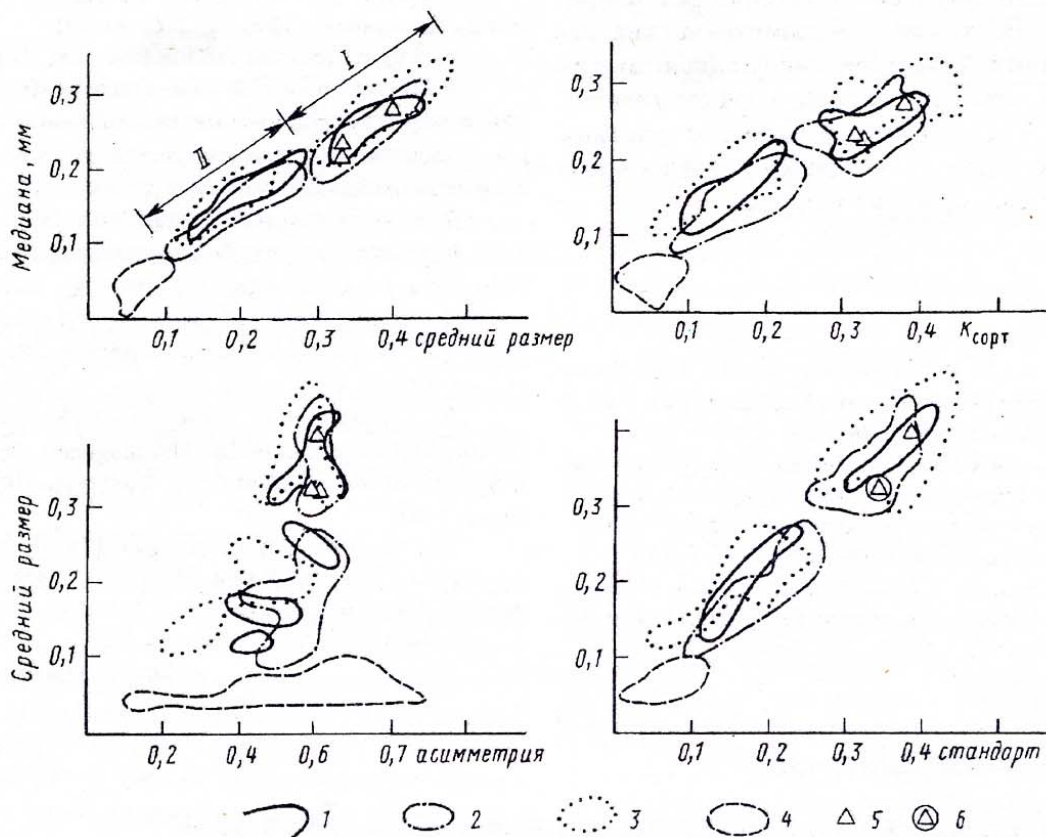 I
II
Медиана, мм
0,3
0,2
0,1
0,1 0,2 0,3 0,4 средний размер
0,3
0,2
0,1
0,1 0,2 0,3 0,4 Kсорт
Средний размер
0,3
0,2
0,1
0,2 0,4 0,6 0,7 асимметрия
0,3
0,2
0,1
0,1 0,2 0,3 0,4 стандарт
1 2 3 4 5 6